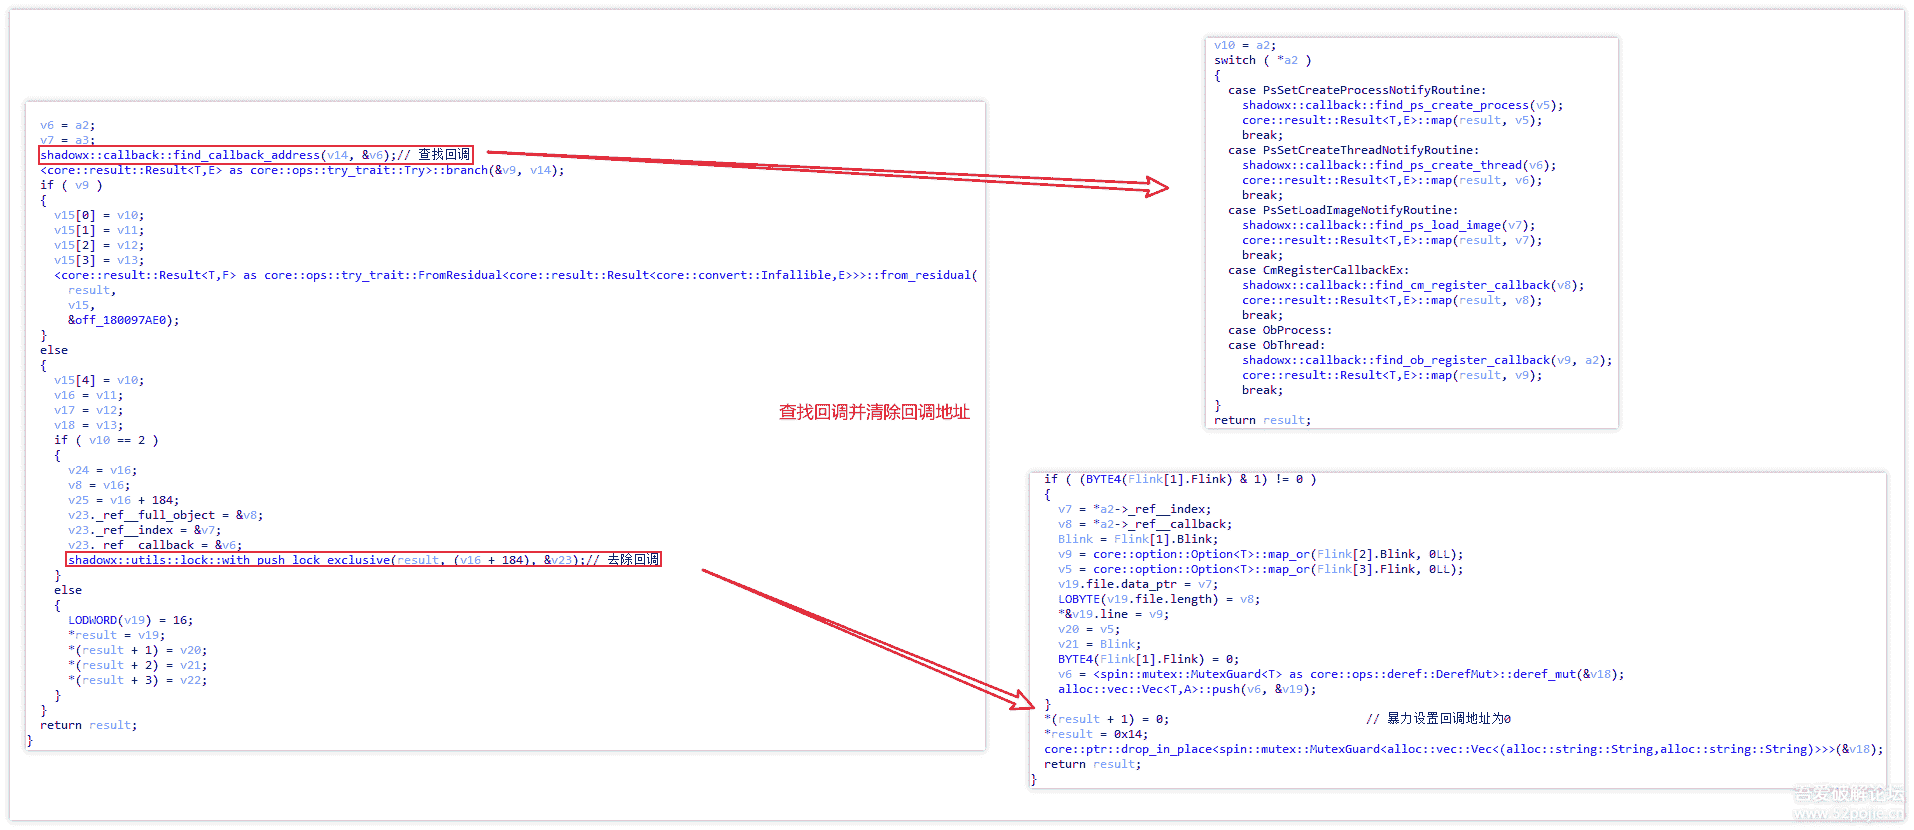 v6 = a2;
v7 = a3;
shadowx::callback::find_callback_address(v14, &v6);// 查找回调
<core::result::Result<T,E> as core::ops::try_trait::Try>::branch(&v9, v14);
if ( v9 )
{
v15[0] = v10;
v15[1] = v11;
v15[2] = v12;
v15[3] = v13;
<core::result::Result<T,F> as core::ops::try_trait::FromResidual<core::result::Result<core::convert::Infallible,E>>>::from_residual(
result,
v15,
&off_180097AE0);
}
else
{
v15[4] = v10;
v16 = v11;
v17 = v12;
v18 = v13;
if ( v10 == 2 )
{
v24 = v16;
v8 = v16;
v25 = v16 + 184;
v23._ref__full_object = &v8;
v23._ref__index = &v7;
v23._ref__callback = &v6;
shadowx::utils::lock::with_push_lock_exclusive(result, (v16 + 184), &v23);// 去除回调
}
else
{
LODWORD(v19) = 16;
*result = v19;
*(result + 1) = v20;
*(result + 2) = v21;
*(result + 3) = v22;
}
}
return result;
}
查找回调并清除回调地址
v10 = a2;
switch ( *a2 )
{
case PsSetCreateProcessNotifyRoutine:
shadowx::callback::find_ps_create_process(v5);
core::result::Result<T,E>::map(result, v5);
break;
case PsSetCreateThreadNotifyRoutine:
shadowx::callback::find_ps_create_thread(v6);
core::result::Result<T,E>::map(result, v6);
break;
case PsSetLoadImageNotifyRoutine:
shadowx::callback::find_ps_load_image(v7);
core::result::Result<T,E>::map(result, v7);
break;
case CmRegisterCallbackEx:
shadowx::callback::find_cm_register_callback(v8);
core::result::Result<T,E>::map(result, v8);
break;
case ObProcess:
case ObThread:
shadowx::callback::find_ob_register_callback(v9, a2);
core::result::Result<T,E>::map(result, v9);
break;
}
return result;
if ( (BYTE4(Flink[1].Flink) & 1) != 0 )
{
v7 = *a2->_ref__index;
v8 = *a2->_ref__callback;
Blink = Flink[1].Blink;
v9 = core::option::Option<T>::map_or(Flink[2].Blink, 0LL);
v5 = core::option::Option<T>::map_or(Flink[3].Flink, 0LL);
v19.file.data_ptr = v7;
LOBYTE(v19.file.length) = v8;
*&v19.line = v9;
v20 = v5;
v21 = Blink;
BYTE4(Flink[1].Flink) = 0;
v6 = <spin::mutex::MutexGuard<T> as core::ops::deref::DerefMut>::deref_mut(&v18);
alloc::vec::Vec<T,A>::push(v6, &v19);
}
*(result + 1) = 0; // 暴力设置回调地址为0
*result = 0x14;
core::ptr::drop_in_place<spin::mutex::MutexGuard<alloc::vec::Vec<(alloc::string::String,alloc::string::String)>>>(&v18);
return result;
}
吾爱破解论坛
www.52pojie.cn